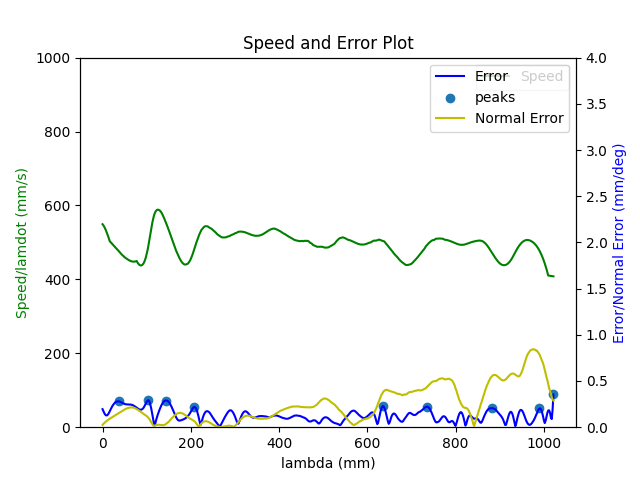 Speed and Error Plot
Speed/lamdot (mm/s)
1000
800
600
400
200
0
4.0
3.5
3.0
2.5
2.0
1.5
1.0
0.5
0.0
Error/Normal Error (mm/deg)
Speed
Error
peaks
Normal Error
0 200 400 600 800 1000
lambda (mm)